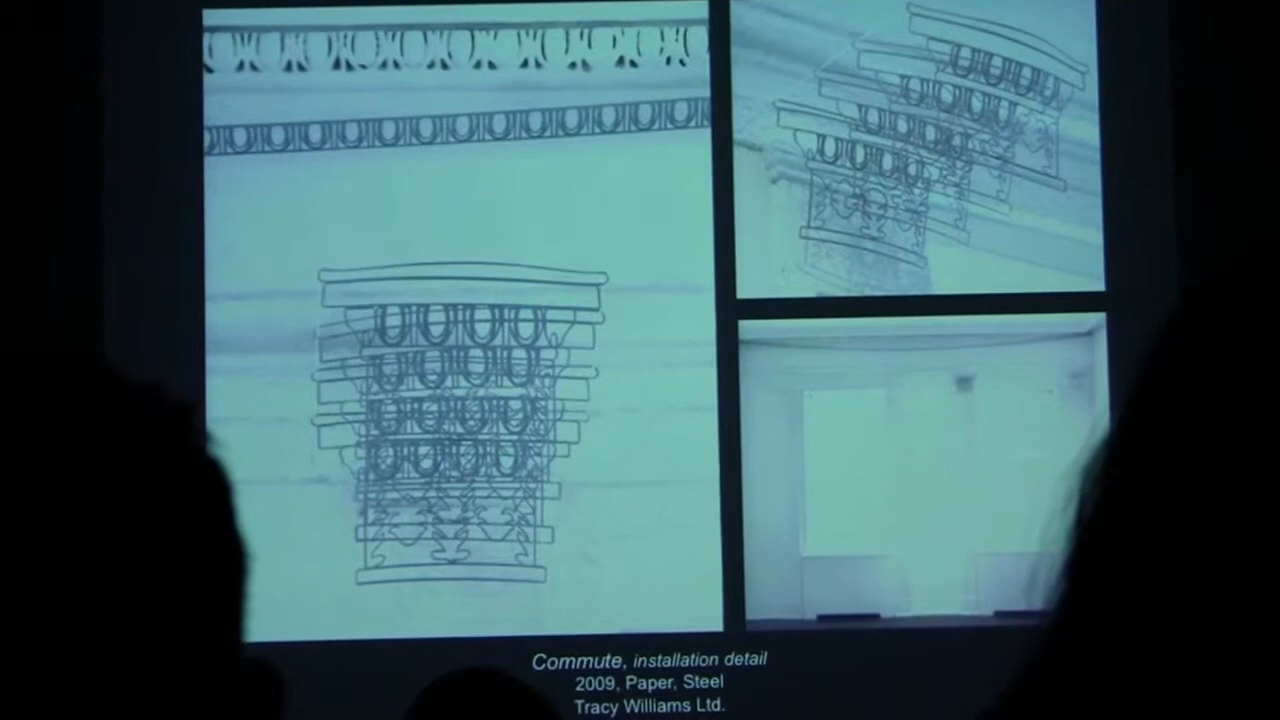 Commute, installation detail
2009, Paper, Steel
Tracy Williams Ltd.